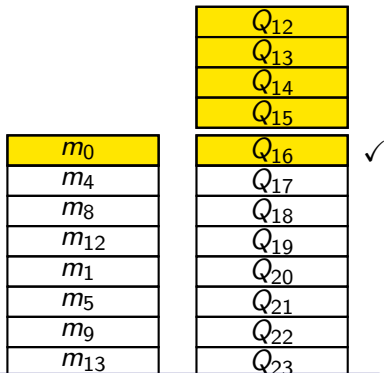 Q₁₂
Q₁₃
Q₁₄
Q₁₅
m₀ Q₁₆ ✓
m₄ Q₁₇
m₈ Q₁₈
m₁₂ Q₁₉
m₁ Q₂₀
m₅ Q₂₁
m₉ Q₂₂
m₁₃ Q₂₃